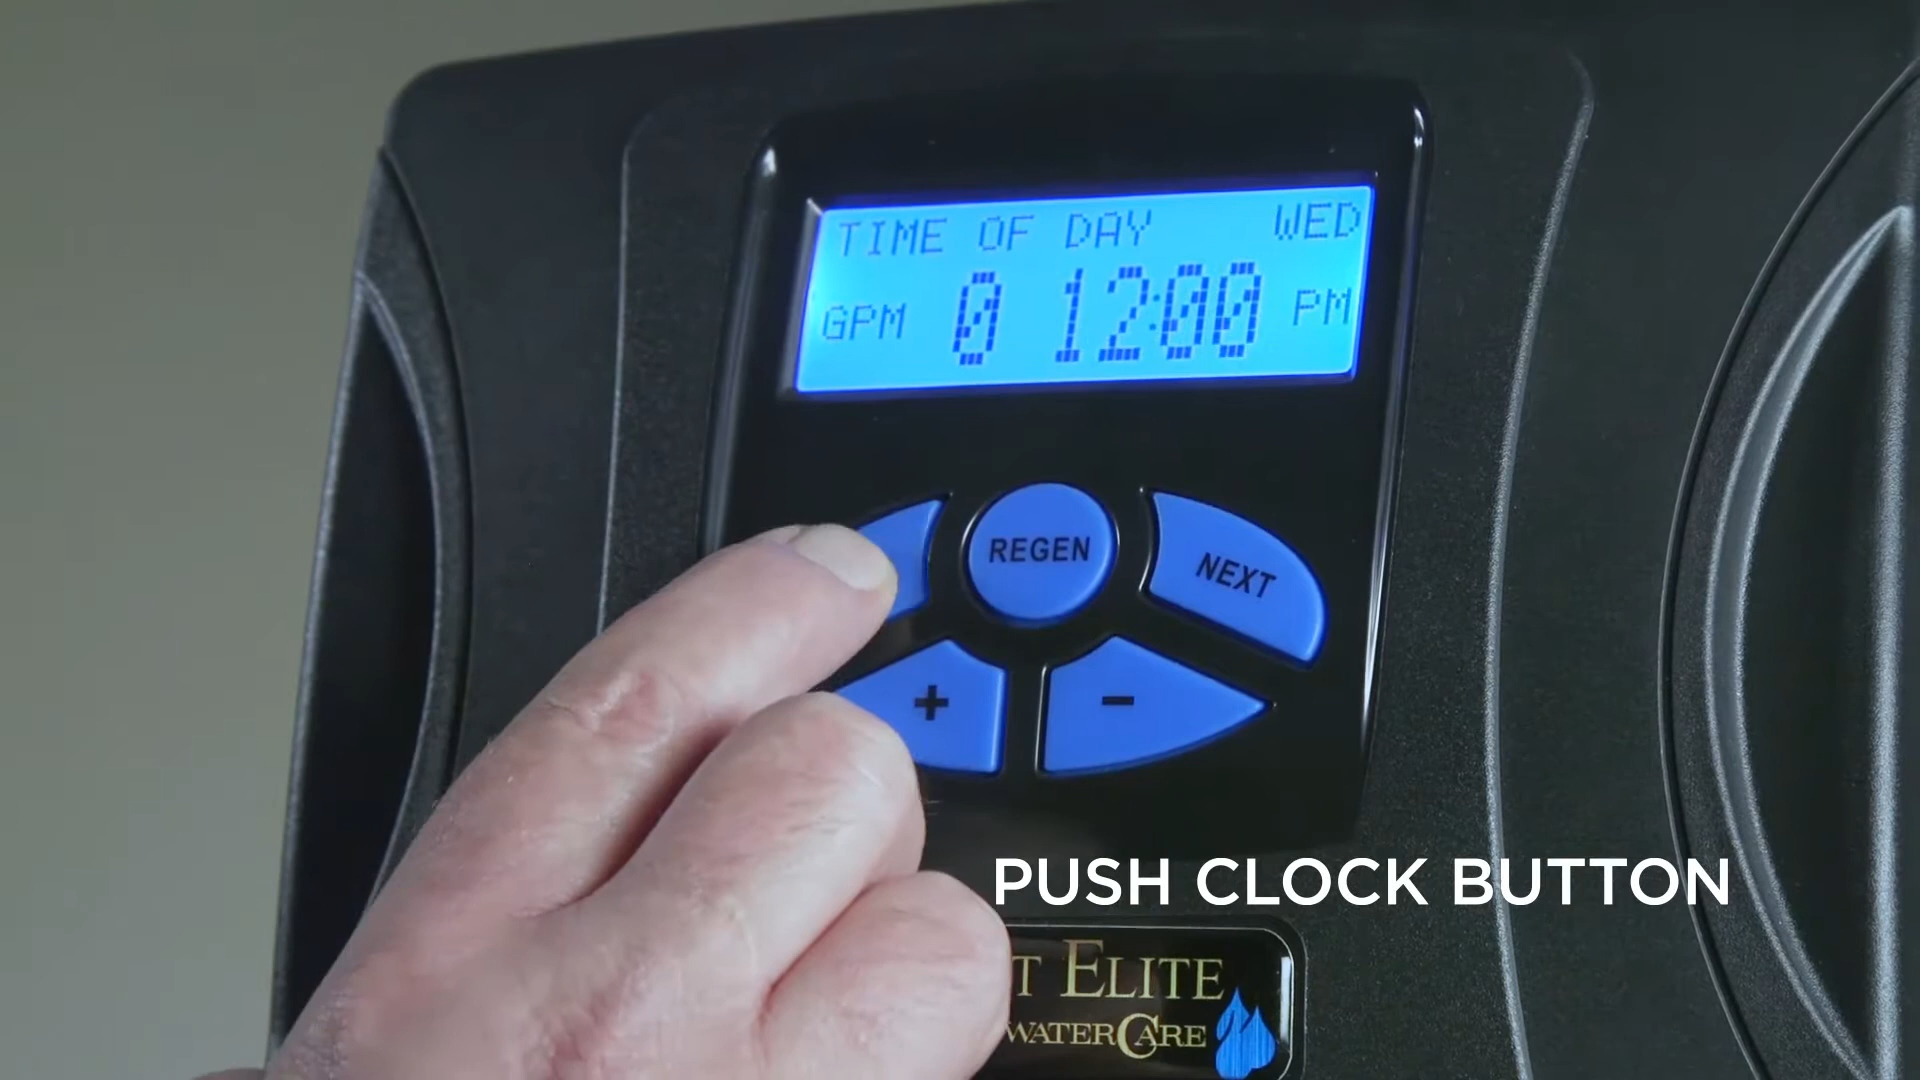 TIME OF DAY WED
GPM 0 12:00 PM
REGEN
NEXT
+ -
PUSH CLOCK BUTTON
T ELITE
WATERCARE